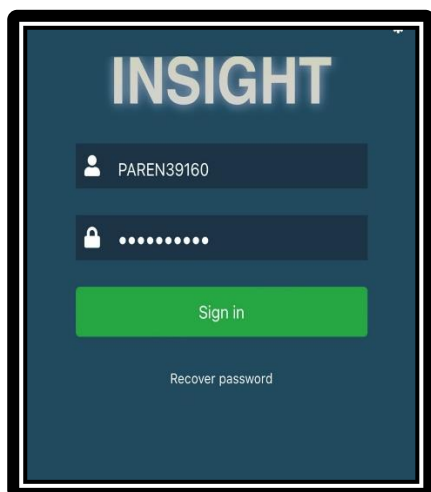 INSIGHT
PAREN39160
••••••••••
Sign in
Recover password